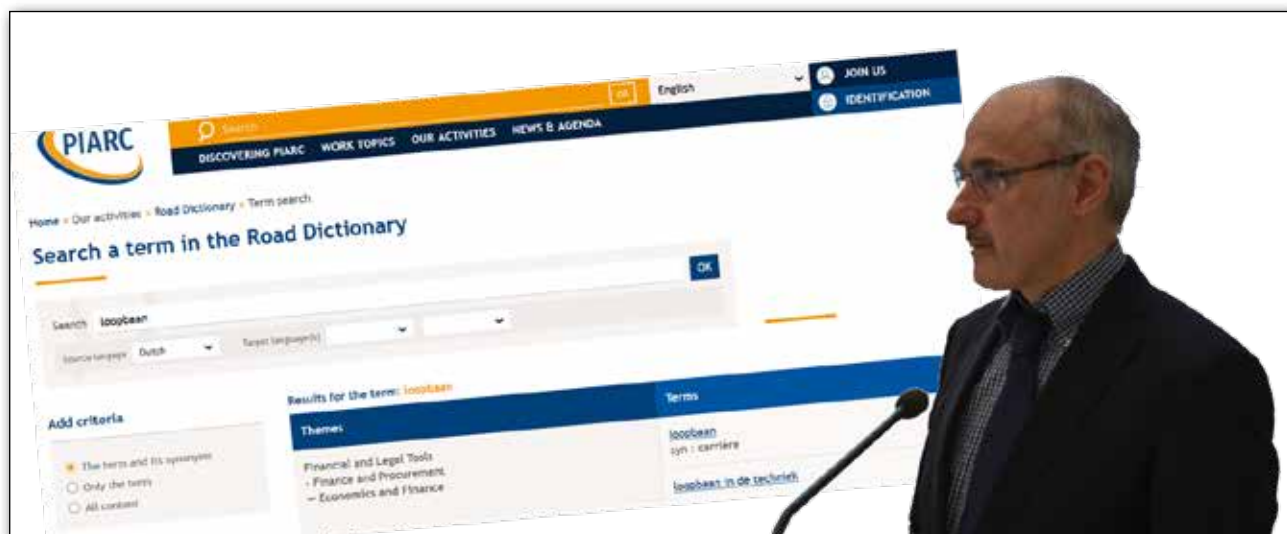 PIARC
Search
OK
English
JOIN US
IDENTIFICATION
DISCOVERING PIARC WORK TOPICS OUR ACTIVITIES NEWS & AGENDA
Home » Our activities » Road Dictionary » Term search
Search a term in the Road Dictionary
Search loopbaan
OK
Source language Dutch Target language(s)
Add criteria
The term and its synonyms
Only the term
All content
Results for the term: loopbaan
Themes
Terms
Financial and Legal Tools
- Finance and Procurement
-- Economics and Finance
loopbaan
syn : carrière
loopbaan in de techniek